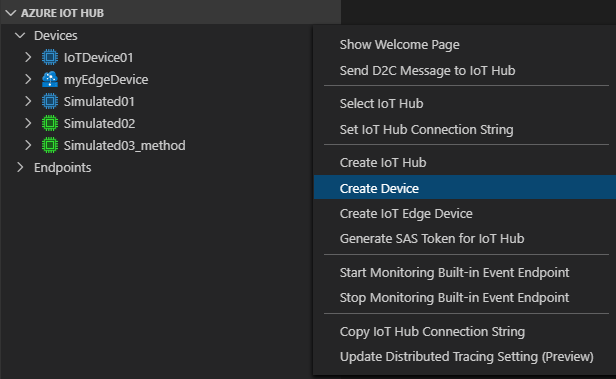 AZURE IOT HUB
Devices
IoTDevice01
myEdgeDevice
Simulated01
Simulated02
Simulated03_method
Endpoints
Show Welcome Page
Send D2C Message to IoT Hub
Select IoT Hub
Set IoT Hub Connection String
Create IoT Hub
Create Device
Create IoT Edge Device
Generate SAS Token for IoT Hub
Start Monitoring Built-in Event Endpoint
Stop Monitoring Built-in Event Endpoint
Copy IoT Hub Connection String
Update Distributed Tracing Setting (Preview)